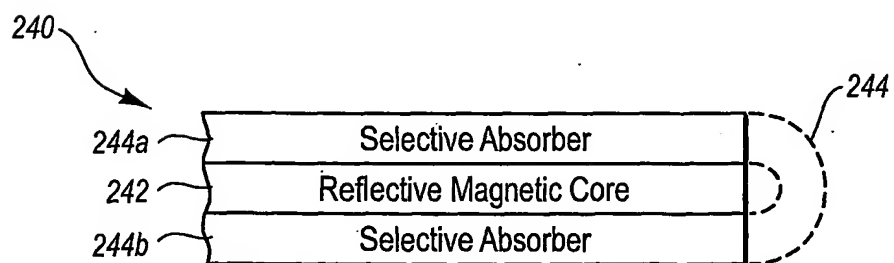 240
244
244a Selective Absorber
242 Reflective Magnetic Core
244b Selective Absorber